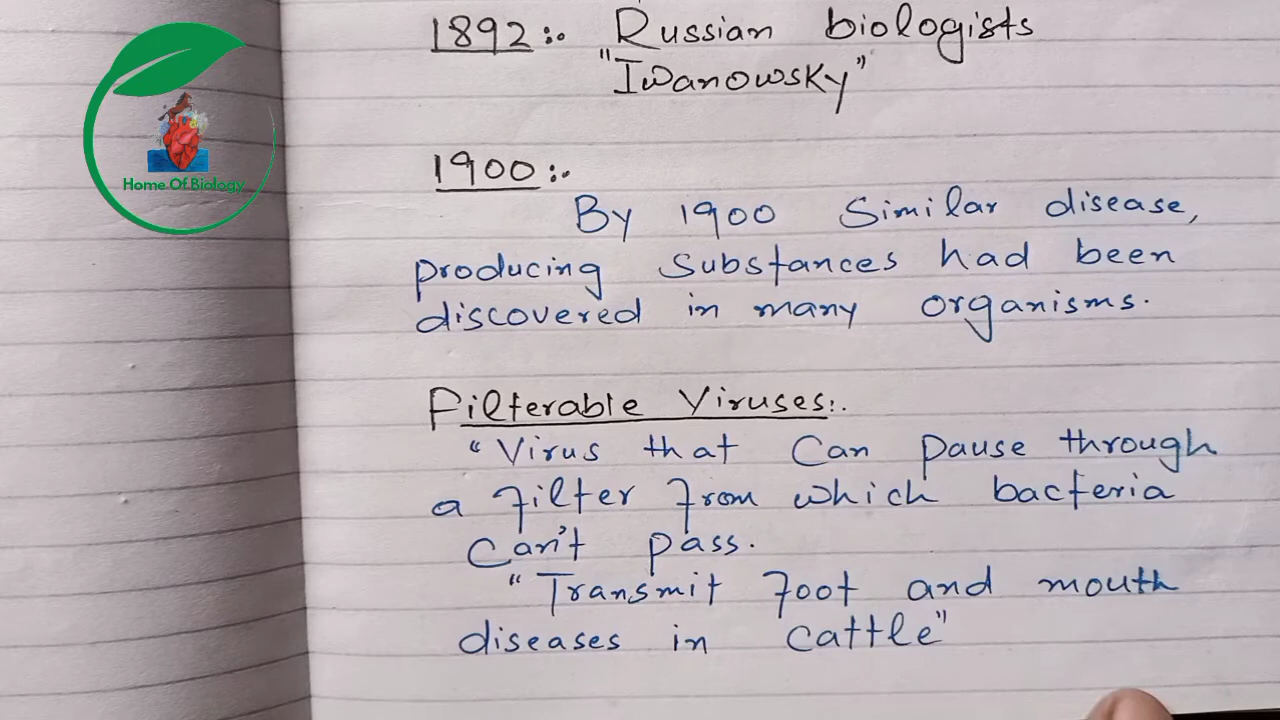 1892:. Russian biologists
"Iwanowsky"
Home Of Biology
1900:.
By 1900 Similar disease,
producing Substances had been
discovered in many organisms.
Filterable Viruses:.
"Virus that Can pause through
a filter from which bacteria
Can't pass.
"Transmit foot and mouth
diseases in Cattle"